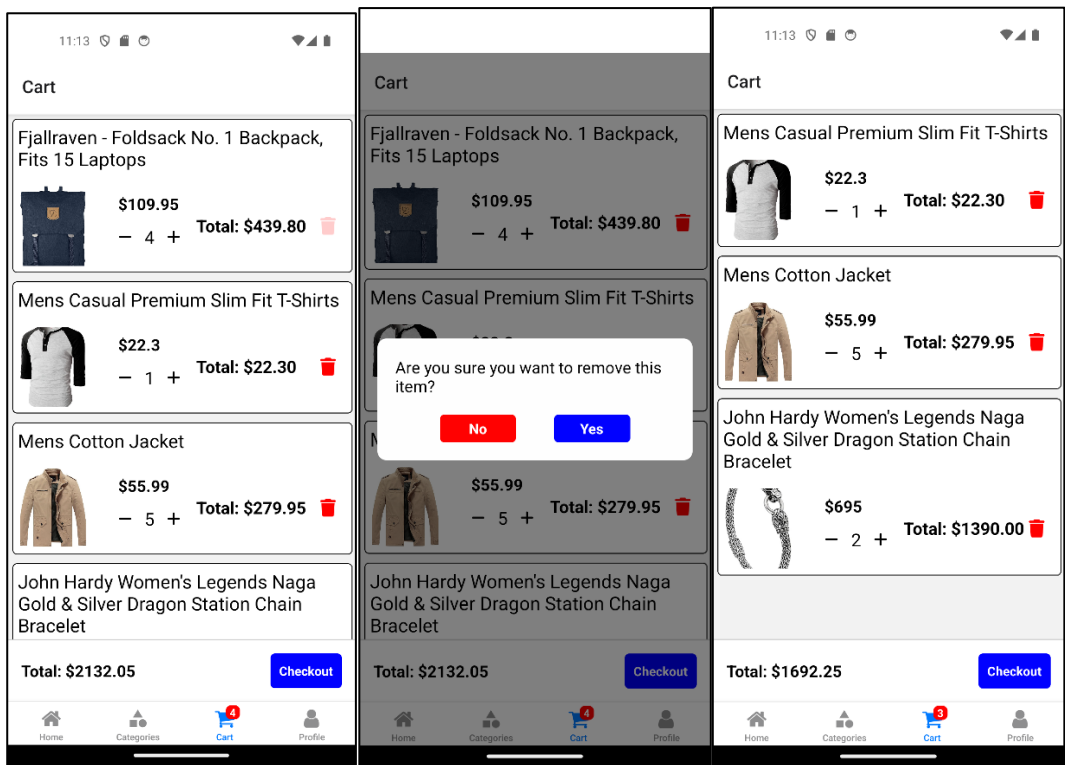 11:13
Cart
Fjallraven - Foldsack No. 1 Backpack,
Fits 15 Laptops
$109.95
− 4 + Total: $439.80
Mens Casual Premium Slim Fit T-Shirts
$22.3
− 1 + Total: $22.30
Mens Cotton Jacket
$55.99
− 5 + Total: $279.95
John Hardy Women's Legends Naga
Gold & Silver Dragon Station Chain
Bracelet
Total: $2132.05 Checkout
4
Home Categories Cart Profile
Cart
Fjallraven - Foldsack No. 1 Backpack,
Fits 15 Laptops
$109.95
− 4 + Total: $439.80
Mens Casual Premium Slim Fit T-Shirts
Are you sure you want to remove this
item?
No Yes
$55.99
− 5 + Total: $279.95
John Hardy Women's Legends Naga
Gold & Silver Dragon Station Chain
Bracelet
Total: $2132.05 Checkout
4
Home Categories Cart Profile
11:13
Cart
Mens Casual Premium Slim Fit T-Shirts
$22.3
− 1 + Total: $22.30
Mens Cotton Jacket
$55.99
− 5 + Total: $279.95
John Hardy Women's Legends Naga
Gold & Silver Dragon Station Chain
Bracelet
$695
− 2 + Total: $1390.00
Total: $1692.25 Checkout
3
Home Categories Cart Profile